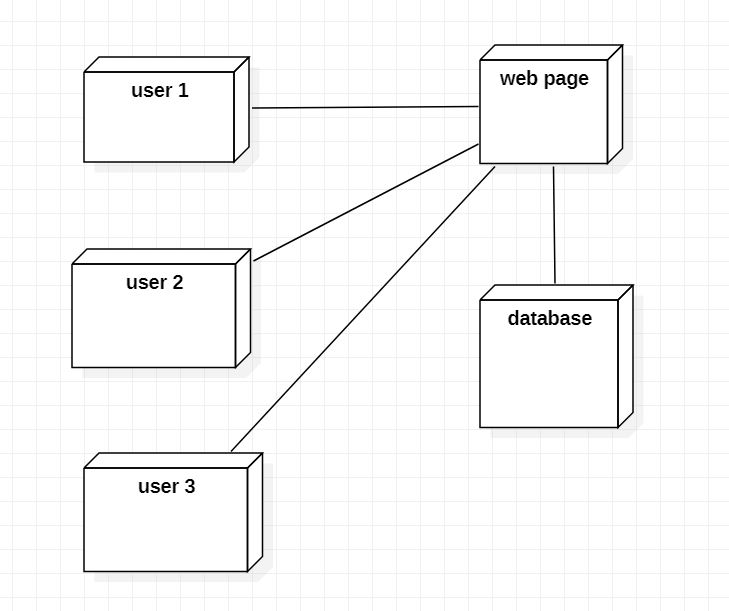 user 1
web page
user 2
database
user 3